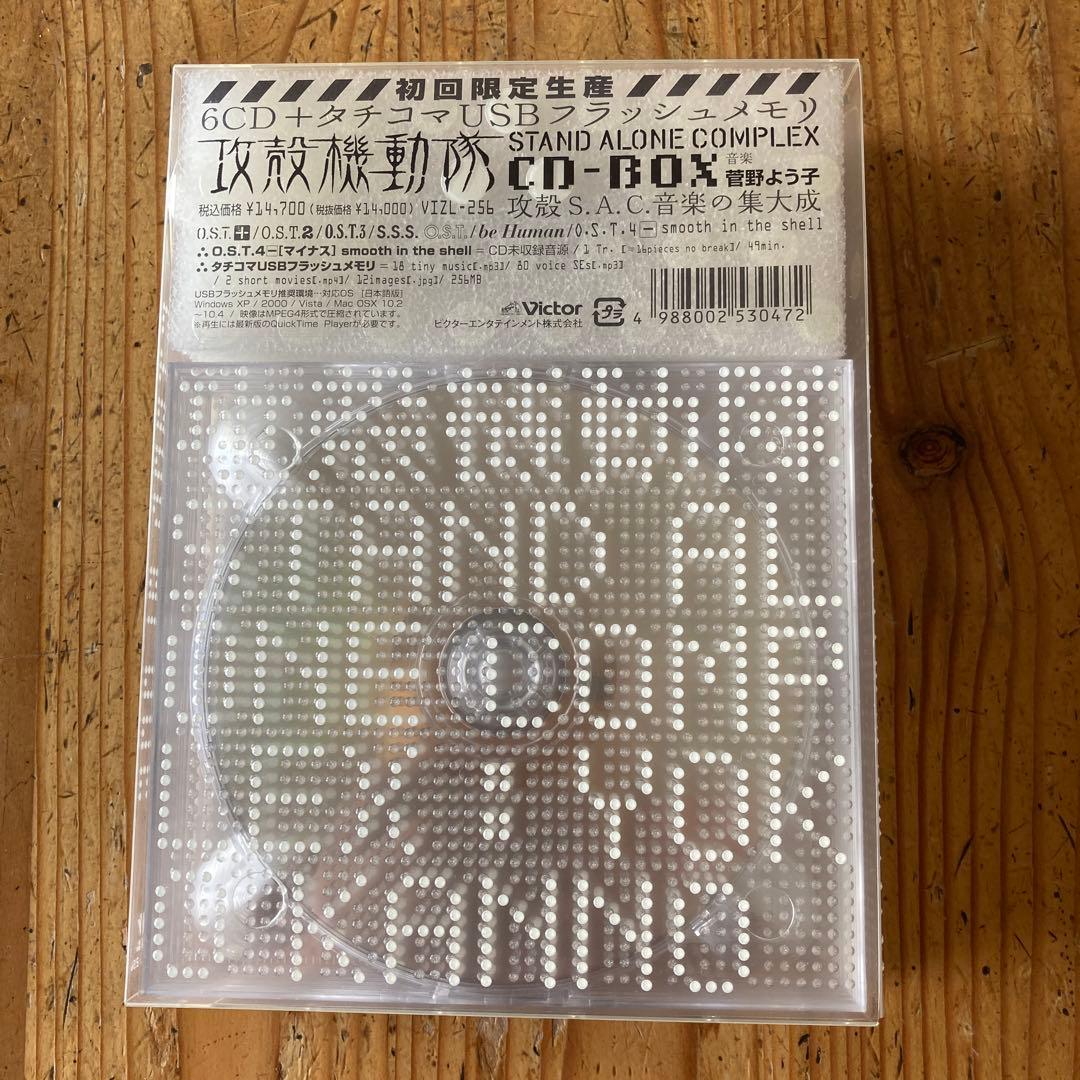 初回限定生産
6CD＋タチコマUSBフラッシュメモリ
攻殻機動隊 STAND ALONE COMPLEX
CD-BOX 音楽 菅野よう子
税込価格 ¥14,700 (税抜価格 ¥14,000) VIZL-256 攻殻S.A.C.音楽の集大成
O.S.T.+/O.S.T.2/O.S.T.3/S.S.S. O.S.T./be Human/O.S.T.4－smooth in the shell
∴ O.S.T.4－[マイナス] smooth in the shell = CD未収録音源 / 1 Tr. [=16pieces no break]/ 49min.
∴ タチコマUSBフラッシュメモリ = 18 tiny music[.mp3]/ 80 voice SEs[.mp3]
/ 2 short movies[.mp4]/ 12images[.jpg]/ 256MB
USBフラッシュメモリ推奨環境…対応OS [日本語版]
Windows XP / 2000 / Vista / Mac OSX 10.2
～10.4 / 映像はMPEG4形式で圧縮されています。
※再生には最新版のQuickTime Playerが必要です。
Victor
ビクターエンタテインメント株式会社
プラ
4 988002 530472
STAND AL
ONE COMP
LEX : YOK
O KANNO